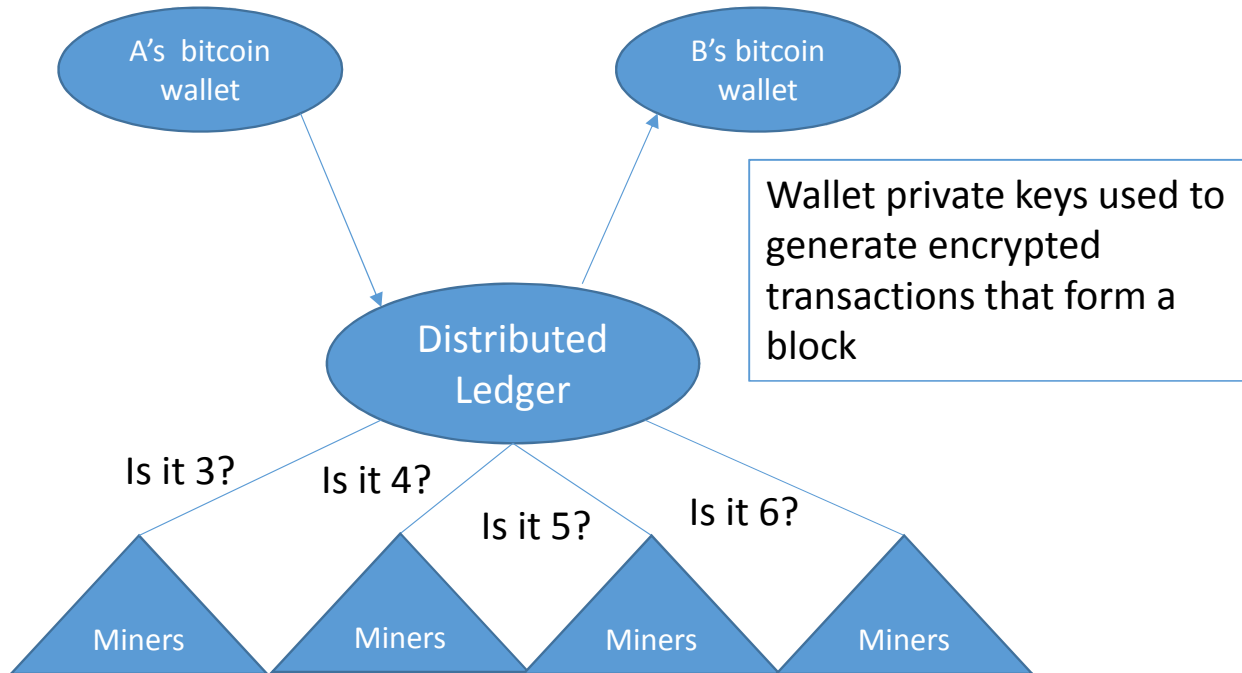 A's  bitcoin
wallet
B's bitcoin
wallet
Wallet private keys used to
generate encrypted
transactions that form a
block
Distributed
Ledger
Is it 3?
Is it 4?
Is it 5?
Is it 6?
Miners
Miners
Miners
Miners